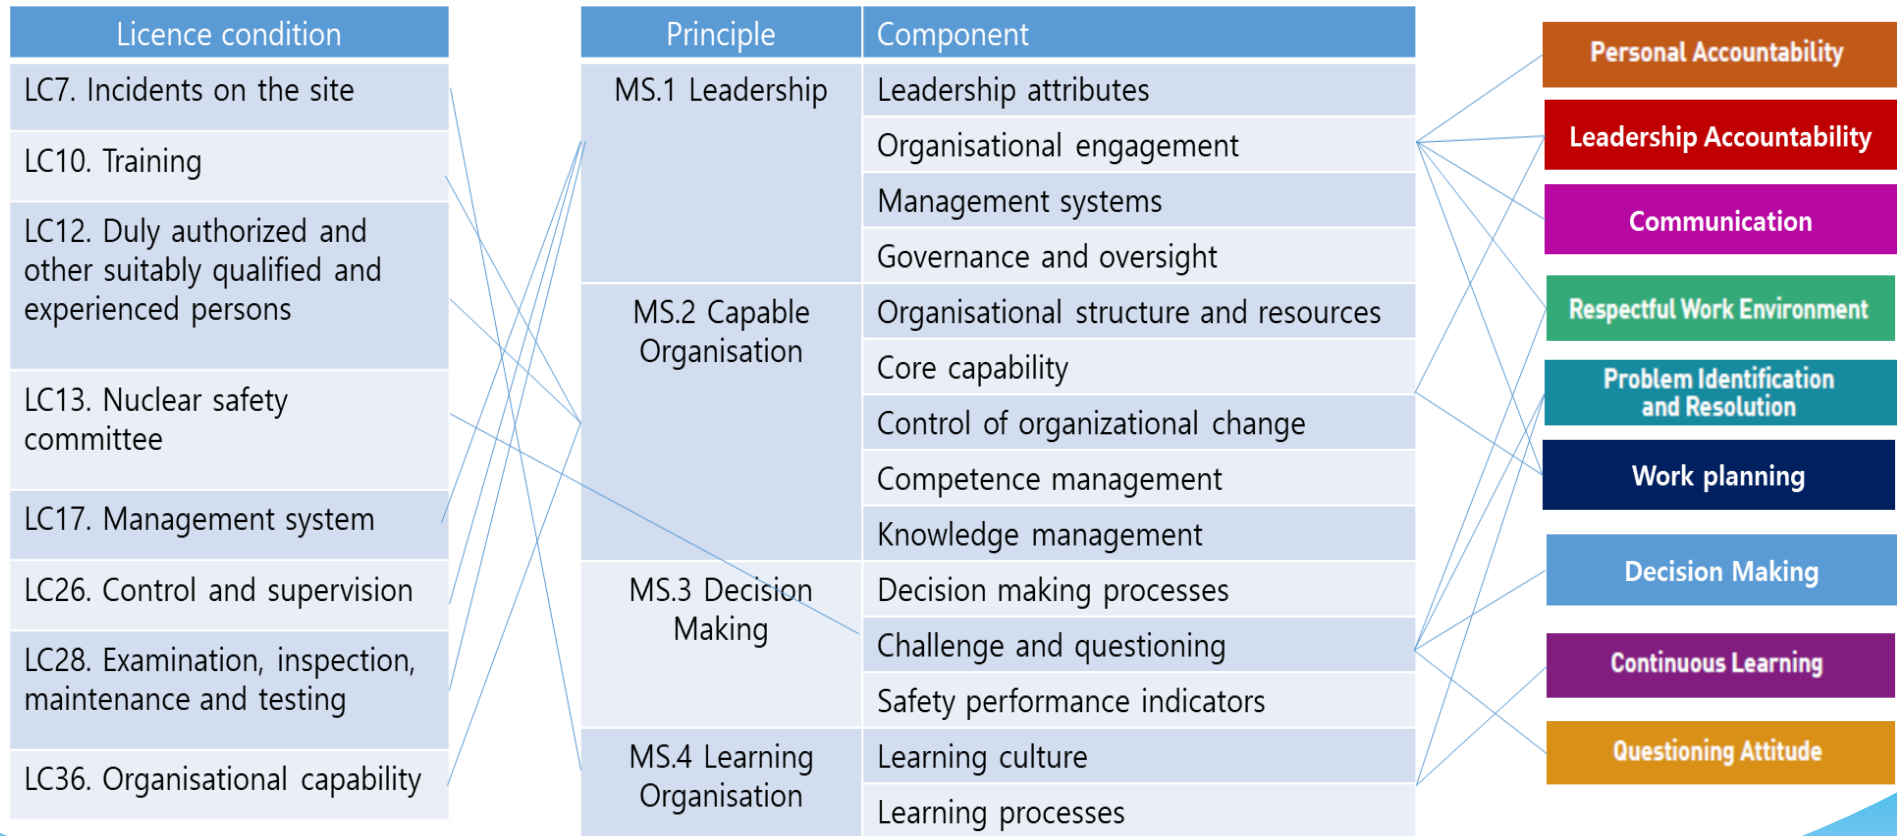 Licence condition
LC7. Incidents on the site
LC10. Training
LC12. Duly authorized and
other suitably qualified and
experienced persons
LC13. Nuclear safety
committee
LC17. Management system
LC26. Control and supervision
LC28. Examination, inspection,
maintenance and testing
LC36. Organisational capability
Principle
Component
MS.1 Leadership
Leadership attributes
Organisational engagement
Management systems
Governance and oversight
MS.2 Capable
Organisation
Organisational structure and resources
Core capability
Control of organizational change
Competence management
Knowledge management
MS.3 Decision
Making
Decision making processes
Challenge and questioning
Safety performance indicators
MS.4 Learning
Organisation
Learning culture
Learning processes
Personal Accountability
Leadership Accountability
Communication
Respectful Work Environment
Problem Identification
and Resolution
Work planning
Decision Making
Continuous Learning
Questioning Attitude